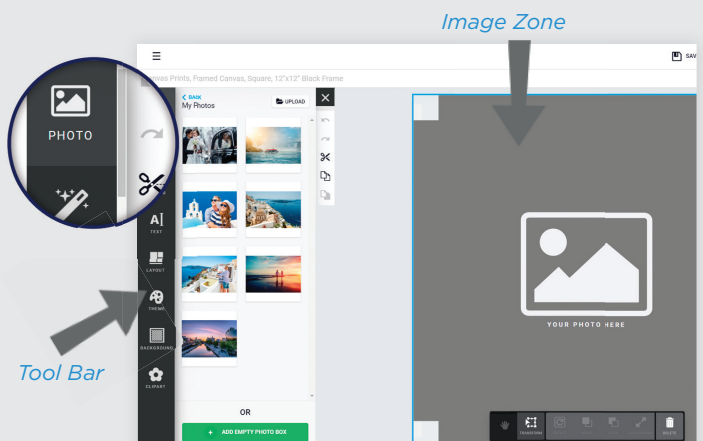 Image Zone
SAV
nvas Prints, Framed Canvas, Square, 12"x12" Black Frame
BACK
My Photos
UPLOAD
PHOTO
TEXT
LAYOUT
THEME
BACKGROUND
CLIPART
Tool Bar
YOUR PHOTO HERE
OR
+ ADD EMPTY PHOTO BOX
TRANSFORM
DELETE